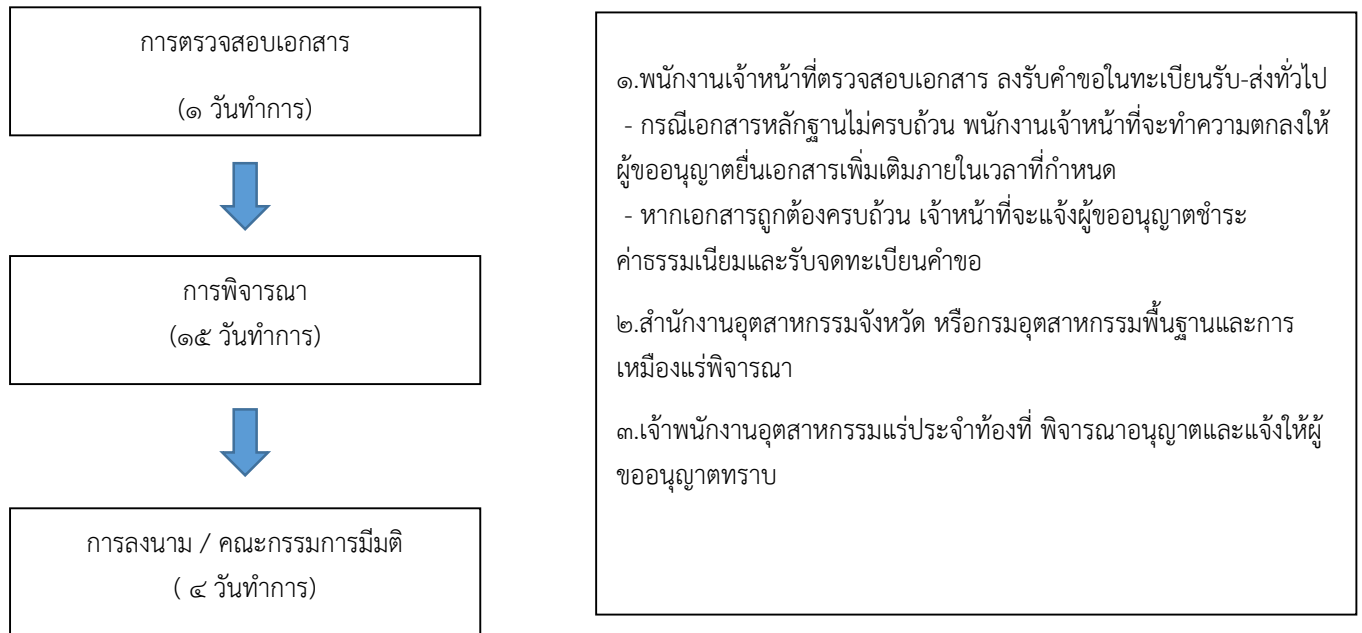 การตรวจสอบเอกสาร
(๑ วันทำการ)
การพิจารณา
(๑๕ วันทำการ)
การลงนาม / คณะกรรมการมีมติ
( ๔ วันทำการ)
๑.พนักงานเจ้าหน้าที่ตรวจสอบเอกสาร ลงรับคำขอในทะเบียนรับ-ส่งทั่วไป
- กรณีเอกสารหลักฐานไม่ครบถ้วน พนักงานเจ้าหน้าที่จะทำความตกลงให้
ผู้ขออนุญาตยื่นเอกสารเพิ่มเติมภายในเวลาที่กำหนด
- หากเอกสารถูกต้องครบถ้วน เจ้าหน้าที่จะแจ้งผู้ขออนุญาตชำระ
ค่าธรรมเนียมและรับจดทะเบียนคำขอ
๒.สำนักงานอุตสาหกรรมจังหวัด หรือกรมอุตสาหกรรมพื้นฐานและการ
เหมืองแร่พิจารณา
๓.เจ้าพนักงานอุตสาหกรรมแร่ประจำท้องที่ พิจารณาอนุญาตและแจ้งให้ผู้
ขออนุญาตทราบ